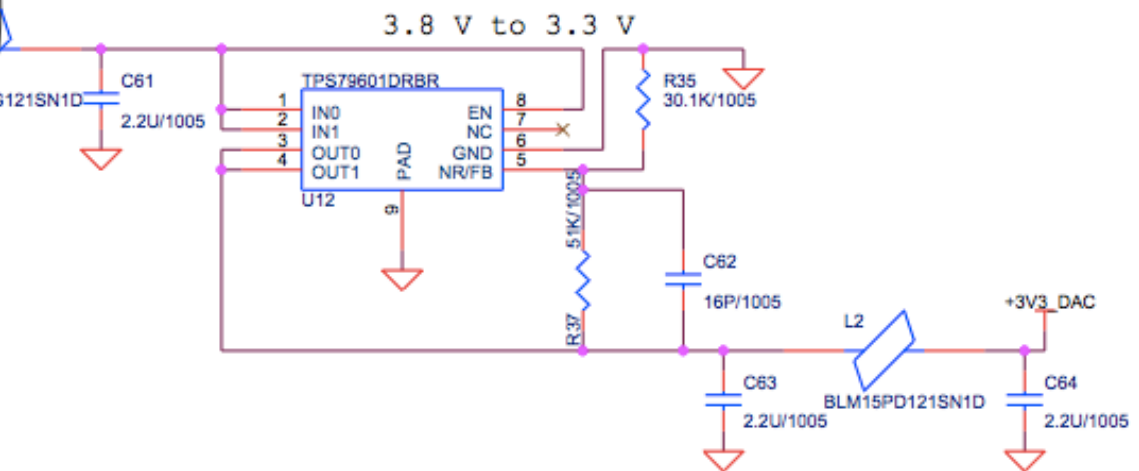 3.8 V to 3.3 V
C61
2.2U/1005
G121SN1D
TPS79601DRBR
1
2
3
4
IN0
IN1
OUT0
OUT1
PAD
EN
NC
GND
NR/FB
8
7
6
5
9
U12
R35
30.1K/1005
51K/1005
R37
C62
16P/1005
L2
BLM15PD121SN1D
+3V3_DAC
C63
2.2U/1005
C64
2.2U/1005